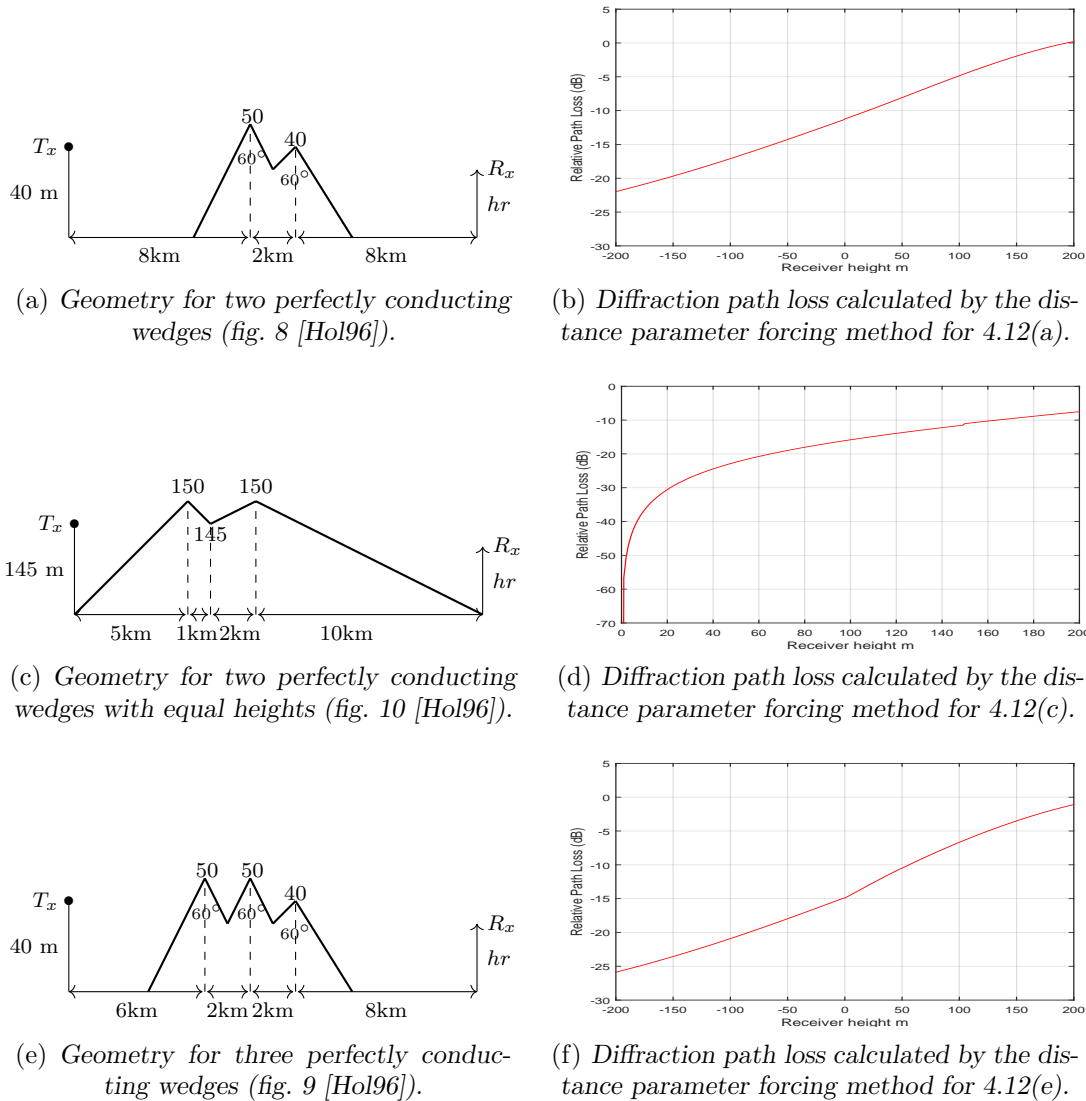 50
40
T_x
60°
60°
40 m
R_x
hr
8km
2km
8km
(a) Geometry for two perfectly conducting
wedges (fig. 8 [Hol96]).
Relative Path Loss (dB)
5
0
-5
-10
-15
-20
-25
-30
-200
-150
-100
-50
0
50
100
150
200
Receiver height m
(b) Diffraction path loss calculated by the dis-
tance parameter forcing method for 4.12(a).
150
150
T_x
145
145 m
R_x
hr
5km
1km
2km
10km
(c) Geometry for two perfectly conducting
wedges with equal heights (fig. 10 [Hol96]).
Relative Path Loss (dB)
0
-10
-20
-30
-40
-50
-60
-70
0
20
40
60
80
100
120
140
160
180
200
Receiver height m
(d) Diffraction path loss calculated by the dis-
tance parameter forcing method for 4.12(c).
50
50
40
T_x
60°
60°
60°
40 m
R_x
hr
6km
2km
2km
8km
(e) Geometry for three perfectly conduc-
ting wedges (fig. 9 [Hol96]).
Relative Path Loss (dB)
5
0
-5
-10
-15
-20
-25
-30
-200
-150
-100
-50
0
50
100
150
200
Receiver height m
(f) Diffraction path loss calculated by the dis-
tance parameter forcing method for 4.12(e).